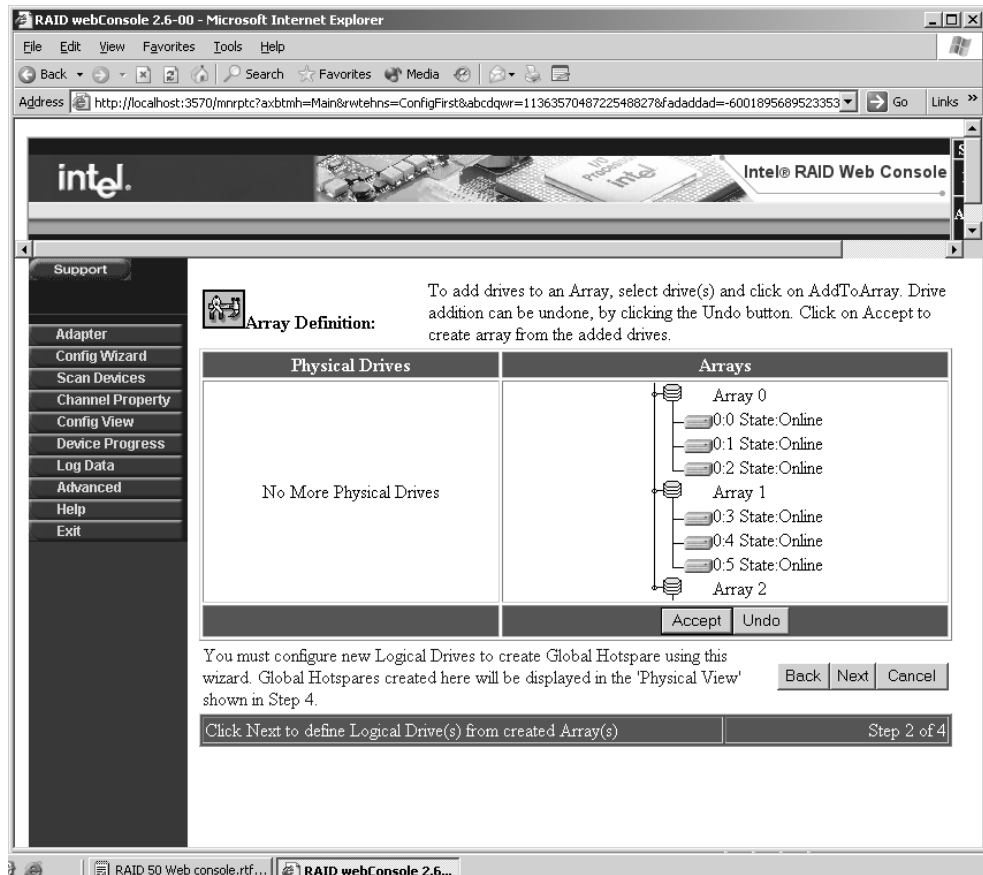 RAID webConsole 2.6-00 - Microsoft Internet Explorer
File Edit View Favorites Tools Help
Back Search Favorites Media
Address http://localhost:3570/mnrptc?axbtmh=Main&rwtehns=ConfigFirst&abcdqwr=11363570487225488278&fadaddad=-6001895689523353 Go Links »
intel.
I/O Processor intel
Intel® RAID Web Console
S
A
Support
Adapter
Config Wizard
Scan Devices
Channel Property
Config View
Device Progress
Log Data
Advanced
Help
Exit
Array Definition:
To add drives to an Array, select drive(s) and click on AddToArray. Drive
addition can be undone, by clicking the Undo button. Click on Accept to
create array from the added drives.
Physical Drives Arrays
No More Physical Drives
Array 0
0:0 State:Online
0:1 State:Online
0:2 State:Online
Array 1
0:3 State:Online
0:4 State:Online
0:5 State:Online
Array 2
Accept Undo
You must configure new Logical Drives to create Global Hotspare using this
wizard. Global Hotspares created here will be displayed in the 'Physical View'
shown in Step 4.
Back Next Cancel
Click Next to define Logical Drive(s) from created Array(s) Step 2 of 4
RAID 50 Web console.rtf... RAID webConsole 2.6...